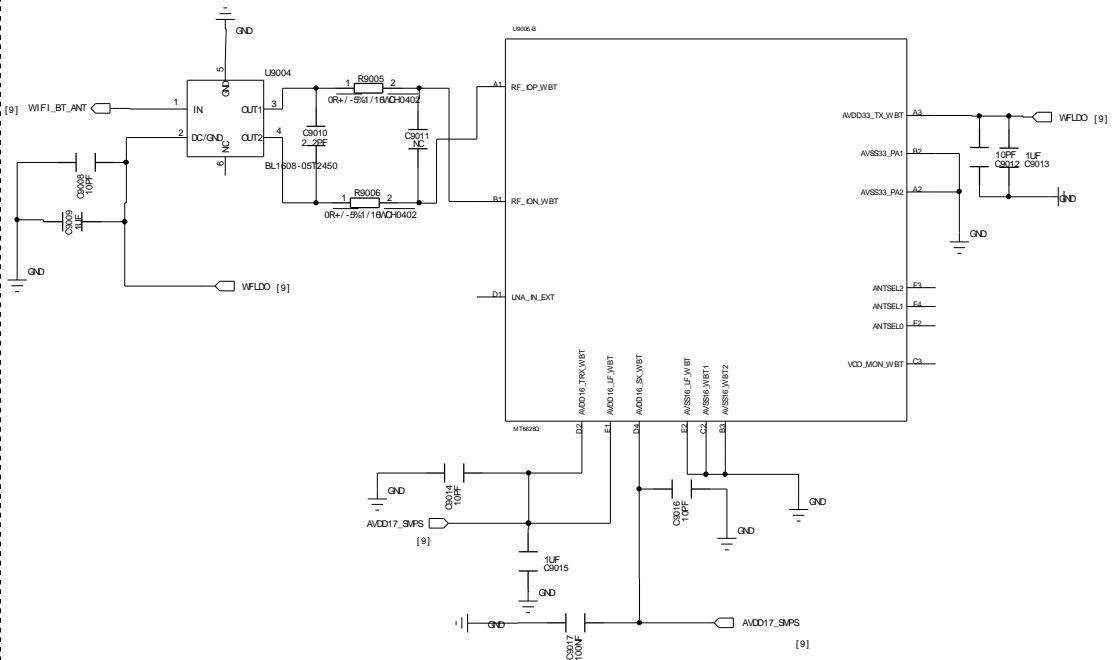 GND
U9005-B
U9004
5
GND
R9005
1 2
0R+/-5%1/16WCH0402
A1 RF_IOP_WBT
[9] WIFI_BT_ANT
1 IN
OUT1 3
2 DC/GND
OUT2 4
NC
6
C9010
2.2PF
C9011
NC
BL1608-05T2450
AVDD33_TX_WBT A3
WFLDO [9]
AVSS33_PA1 B2
10PF
C9012
1UF
C9013
C9008
10PF
R9006
1 2
0R+/-5%1/16WCH0402
B1 RF_ION_WBT
AVSS33_PA2 A2
GND
C9009
1UF
GND
GND
WFLDO [9]
D1 LNA_IN_EXT
ANTSEL2 F3
ANTSEL1 F4
ANTSEL0 F2
VCO_MON_WBT C3
AVDD16_TRX_WBT
AVDD16_LF_WBT
AVDD16_SX_WBT
AVSS16_LF_WBT
AVSS16_WBT1
AVSS16_WBT2
MT6628Q
D2
E1
D4
E2
C2
B3
GND
C9014
10PF
C9016
10PF
GND
AVDD17_SMPS
[9]
GND
1UF
C9015
GND
GND
C9017
100NF
AVDD17_SMPS
[9]